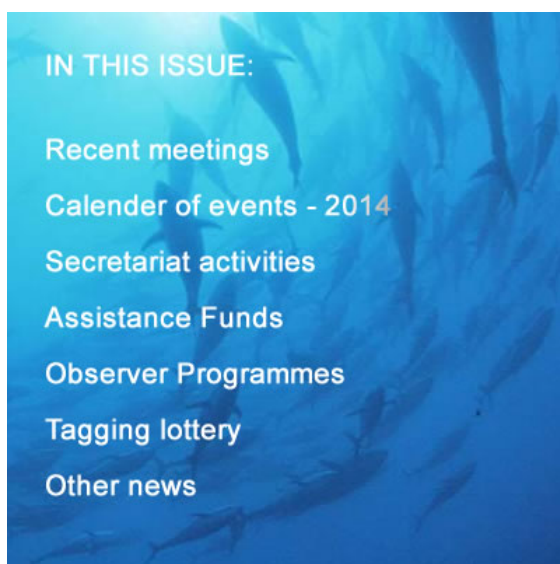 IN THIS ISSUE:
Recent meetings
Calender of events - 2014
Secretariat activities
Assistance Funds
Observer Programmes
Tagging lottery
Other news